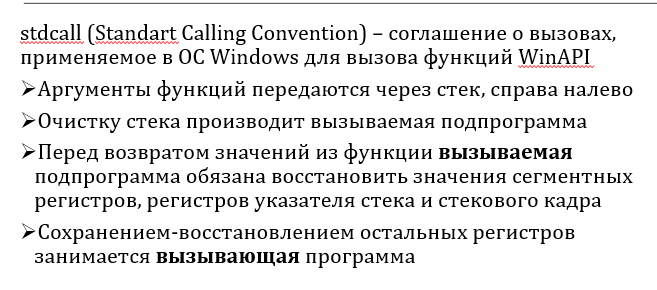 stdcall (Standart Calling Convention) – соглашение о вызовах,
применяемое в ОС Windows для вызова функций WinAPI
➢Аргументы функций передаются через стек, справа налево
➢Очистку стека производит вызываемая подпрограмма
➢Перед возвратом значений из функции вызываемая
подпрограмма обязана восстановить значения сегментных
регистров, регистров указателя стека и стекового кадра
➢Сохранением-восстановлением остальных регистров
занимается вызывающая программа